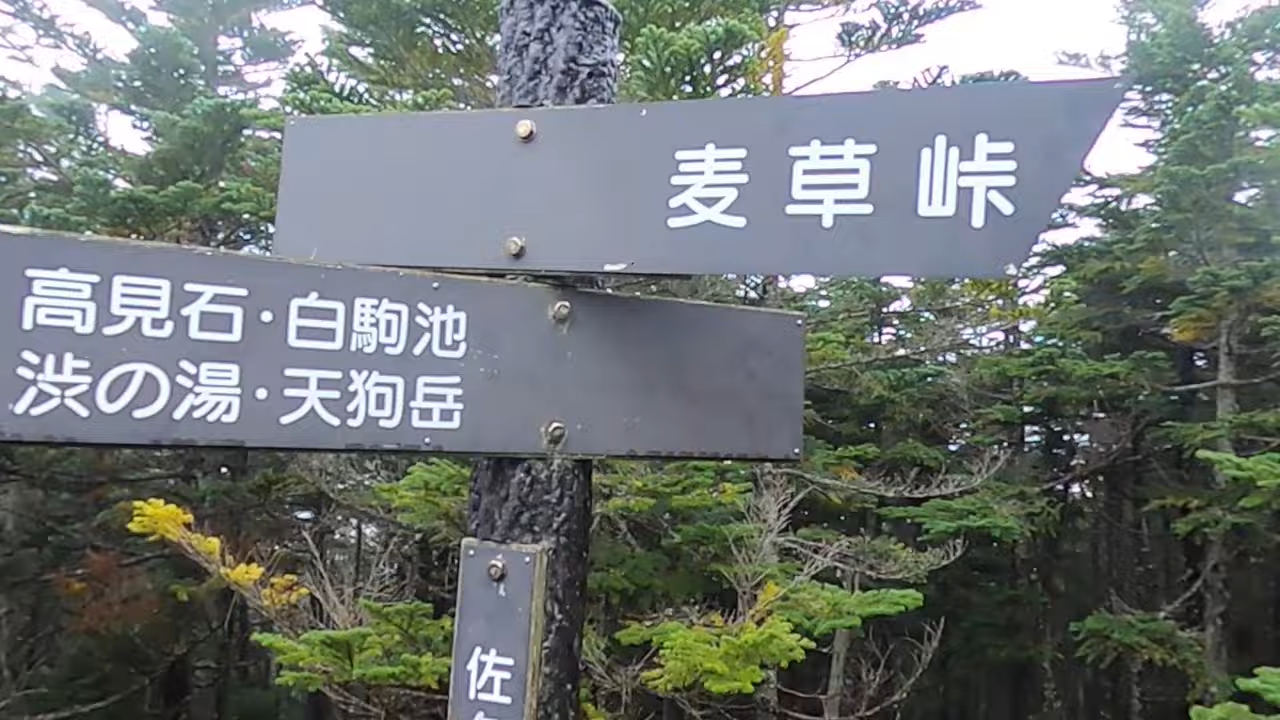 麦草峠
高見石・白駒池
渋の湯・天狗岳
佐